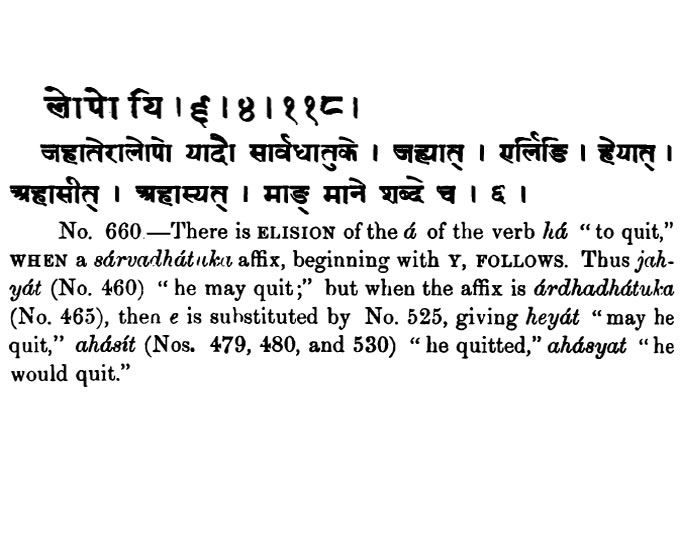 लोपो यि । ६ । ४ । ११८ ।
जहातेरालोपो यादौ सार्वधातुके । जह्यात् । एर्लिङि । हेयात् ।
अहासीत् । अहास्यत् । माङ् माने शब्दे च । ६ ।
No. 660.—There is ELISION of the á of the verb há “to quit,”
WHEN a sárvadhátuka affix, beginning with Y, FOLLOWS. Thus jah-
yát (No. 460) “he may quit;” but when the affix is árdhadhátuka
(No. 465), then e is substituted by No. 525, giving heyát “may he
quit,” ahásít (Nos. 479, 480, and 530) “he quitted,” ahásyat “he
would quit.”